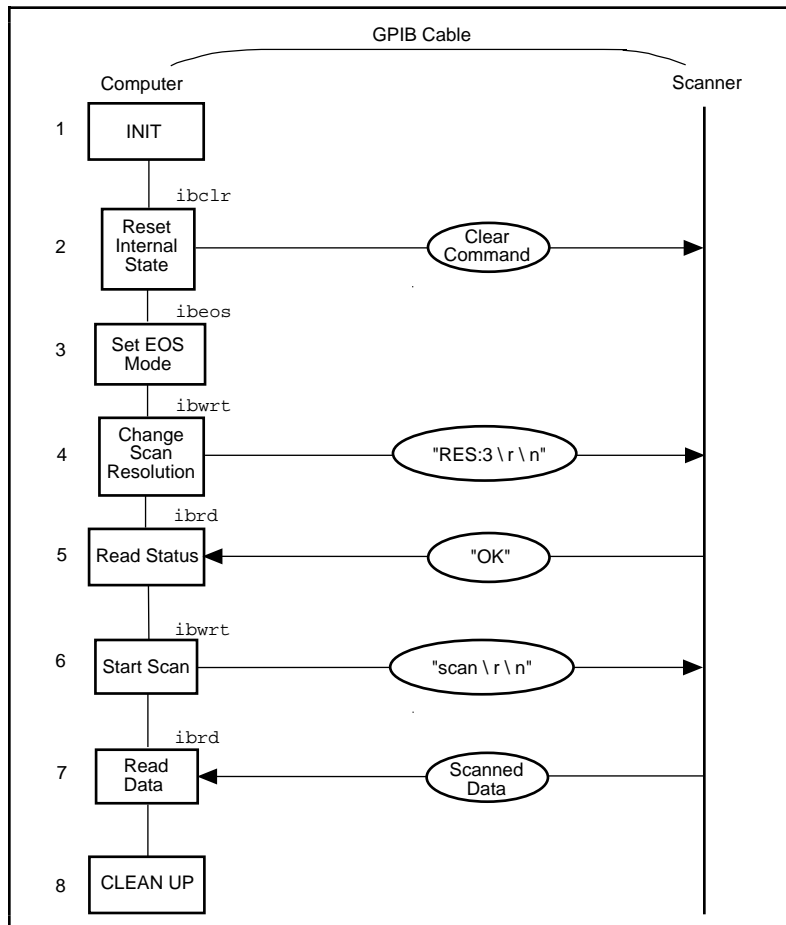 GPIB Cable
Computer
Scanner
1
INIT
ibclr
2
Reset
Internal
State
Clear
Command
ibeos
3
Set EOS
Mode
ibwrt
4
Change
Scan
Resolution
"RES:3 \ r \ n"
ibrd
5
Read Status
"OK"
ibwrt
6
Start Scan
"scan \ r \ n"
ibrd
7
Read
Data
Scanned
Data
8
CLEAN UP